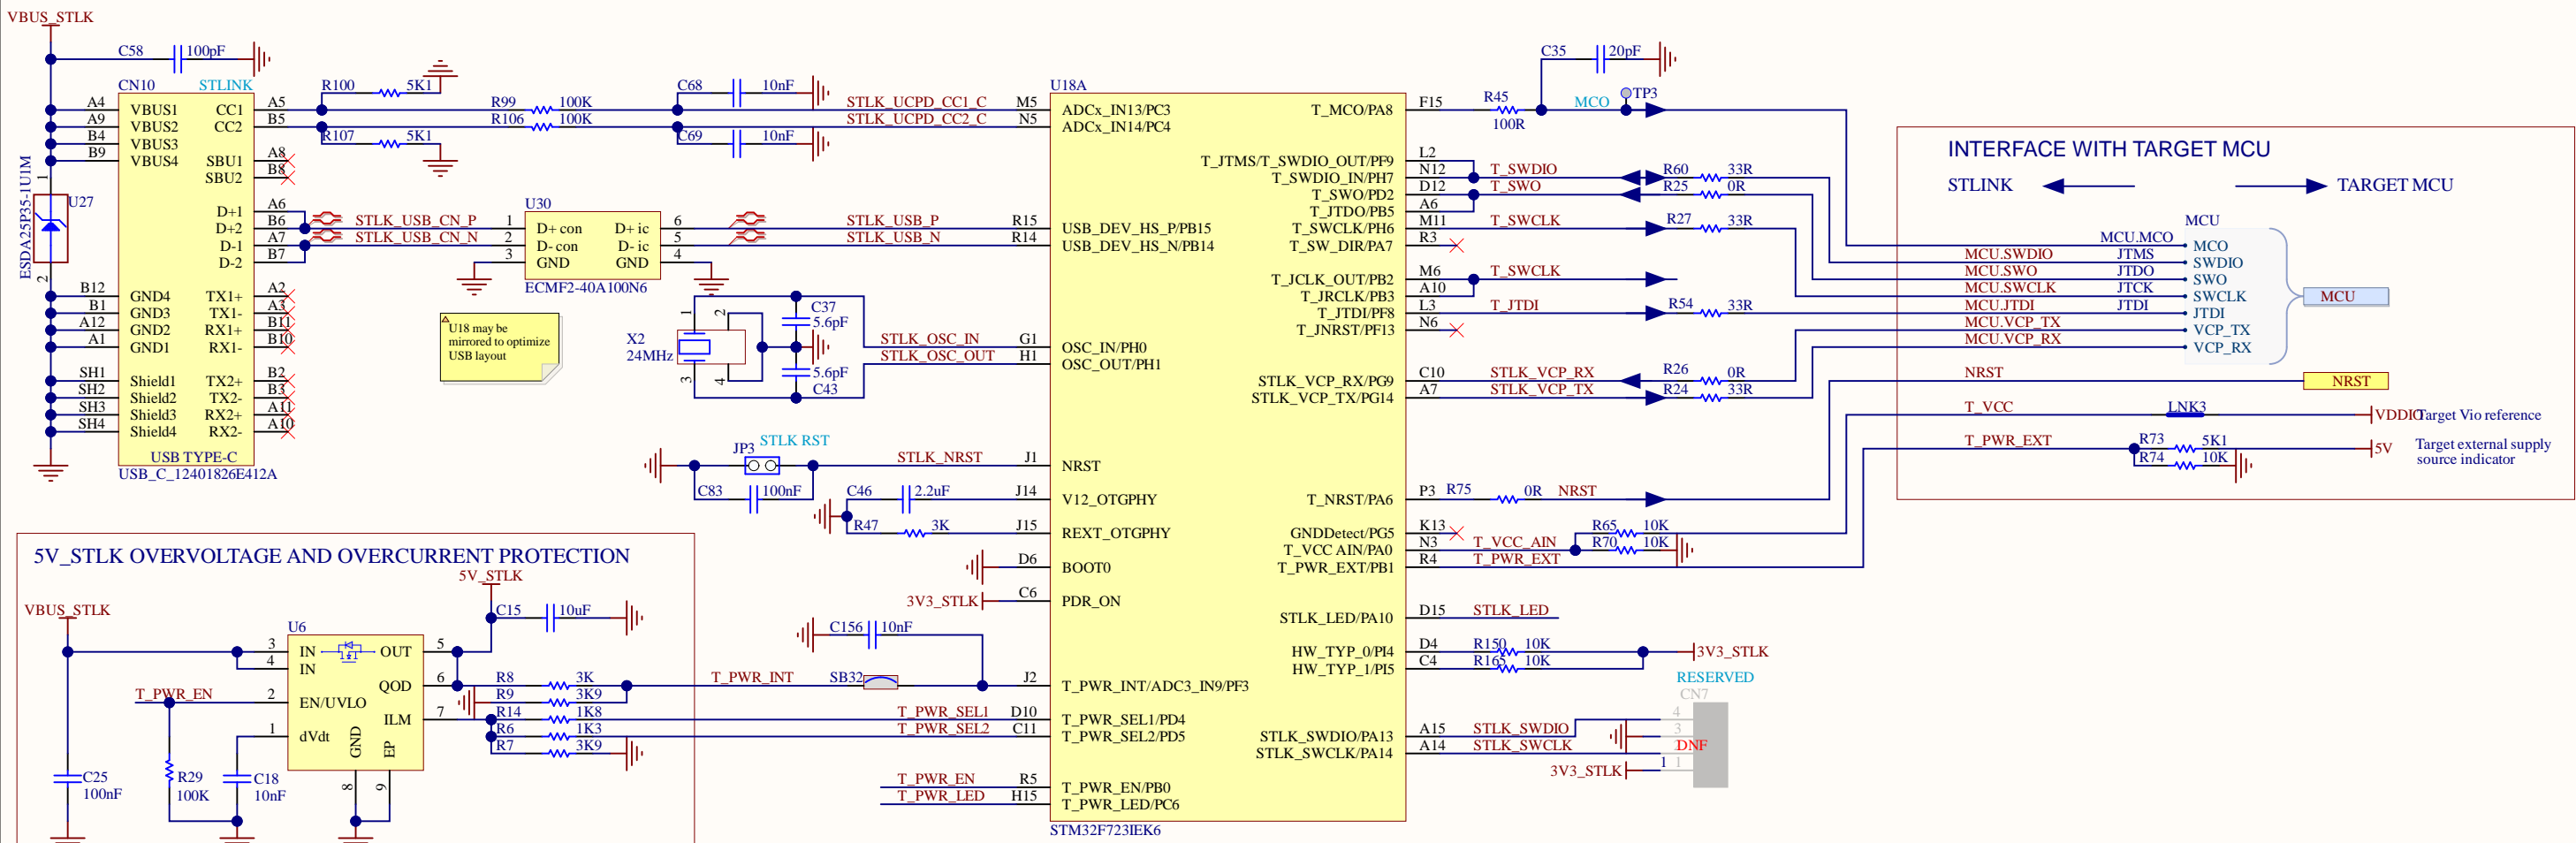 VBUS_STLK
C58 100pF
CN10 STLINK
A4 VBUS1 CC1 A5
A9 VBUS2 CC2 B5
B4 VBUS3
B9 VBUS4 SBU1 A8
SBU2 B8
1
U27
ESDA25P35-1U1M
2
D+1 A6
D+2 B6
D-1 A7
D-2 B7
B12 GND4 TX1+ A2
B1 GND3 TX1- A3
A12 GND2 RX1+ B11
A1 GND1 RX1- B10
SH1 Shield1 TX2+ B2
SH2 Shield2 TX2- B3
SH3 Shield3 RX2+ A11
SH4 Shield4 RX2- A10
USB TYPE-C
USB_C_12401826E412A
R100 5K1
R99 100K
R106 100K
R107 5K1
C68 10nF
C69 10nF
STLK_UCPD_CC1_C M5
STLK_UCPD_CC2_C N5
STLK_USB_CN_P
STLK_USB_CN_N
U30
1 D+ con D+ ic 6
2 D- con D- ic 5
3 GND GND 4
ECMF2-40A100N6
STLK_USB_P R15
STLK_USB_N R14
U18 may be
mirrored to optimize
USB layout
X2
24MHz
1 2
3 4
C37
5.6pF
5.6pF
C43
STLK_OSC_IN G1
STLK_OSC_OUT H1
JP3 STLK RST
STLK_NRST J1
C83 100nF
C46 2.2uF J14
R47 3K J15
D6
3V3_STLK C6
C156 10nF
T_PWR_INT SB32 J2
T_PWR_SEL1 D10
T_PWR_SEL2 C11
T_PWR_EN R5
T_PWR_LED H15
U18A
ADCx_IN13/PC3
ADCx_IN14/PC4
USB_DEV_HS_P/PB15
USB_DEV_HS_N/PB14
OSC_IN/PH0
OSC_OUT/PH1
NRST
V12_OTGPHY
REXT_OTGPHY
BOOT0
PDR_ON
T_PWR_INT/ADC3_IN9/PF3
T_PWR_SEL1/PD4
T_PWR_SEL2/PD5
T_PWR_EN/PB0
T_PWR_LED/PC6
STM32F723IEK6
T_MCO/PA8 F15
T_JTMS/T_SWDIO_OUT/PF9 L2
T_SWDIO_IN/PH7 N12
T_SWO/PD2 D12
T_JTDO/PB5 A6
T_SWCLK/PH6 M11
T_SW_DIR/PA7 R3
T_JCLK_OUT/PB2 M6
T_JRCLK/PB3 A10
T_JTDI/PF8 L3
T_JNRST/PF13 N6
STLK_VCP_RX/PG9 C10
STLK_VCP_TX/PG14 A7
T_NRST/PA6 P3
GNDDetect/PG5 K13
T_VCC AIN/PA0 N3
T_PWR_EXT/PB1 R4
STLK_LED/PA10 D15
HW_TYP_0/PI4 D4
HW_TYP_1/PI5 C4
STLK_SWDIO/PA13 A15
STLK_SWCLK/PA14 A14
C35 20pF
R45
100R
MCO TP3
T_SWDIO R60 33R
T_SWO R25 0R
T_SWCLK R27 33R
T_SWCLK
T_JTDI R54 33R
STLK_VCP_RX R26 0R
STLK_VCP_TX R24 33R
R75 0R NRST
R65 10K
T_VCC_AIN R70 10K
T_PWR_EXT
STLK_LED
R150 10K
R165 10K
3V3_STLK
RESERVED
CN7
4
STLK_SWDIO 3
STLK_SWCLK DNF
3V3_STLK 1 1
INTERFACE WITH TARGET MCU
STLINK TARGET MCU
MCU
MCU.MCO MCO
MCU.SWDIO JTMS SWDIO
MCU.SWO JTDO SWO
MCU.SWCLK JTCK SWCLK
MCU.JTDI JTDI JTDI
MCU.VCP_TX VCP_TX
MCU.VCP_RX VCP_RX
MCU
NRST NRST
T_VCC LNK3 VDDIO Target Vio reference
T_PWR_EXT R73 5K1 5V Target external supply
R74 10K source indicator
5V_STLK OVERVOLTAGE AND OVERCURRENT PROTECTION
VBUS_STLK
5V_STLK
C15 10uF
U6
3 IN OUT 5
4 IN
QOD 6
T_PWR_EN 2 EN/UVLO
ILM 7
1 dVdt
GND EP
8 9
R8 3K
R9 3K9
R14 1K8
R6 1K3
R7 3K9
C25
100nF
R29
100K
C18
10nF